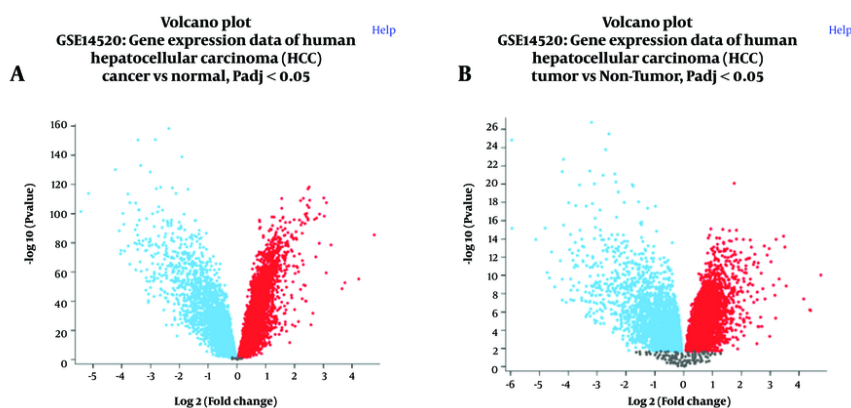 Volcano plot
GSE14520: Gene expression data of human
hepatocellular carcinoma (HCC)
cancer vs normal, Padj < 0.05
Help
A
-log 10 (Pvalue)
160
140
120
100
80
60
40
20
0
-5 -4 -3 -2 -1 0 1 2 3 4
Log 2 (Fold change)
Volcano plot
GSE14520: Gene expression data of human
hepatocellular carcinoma (HCC)
tumor vs Non-Tumor, Padj < 0.05
Help
B
-log 10 (Pvalue)
26
24
22
20
18
16
14
12
10
8
6
4
2
0
-6 -5 -4 -3 -2 -1 0 1 2 3 4
Log 2 (Fold change)